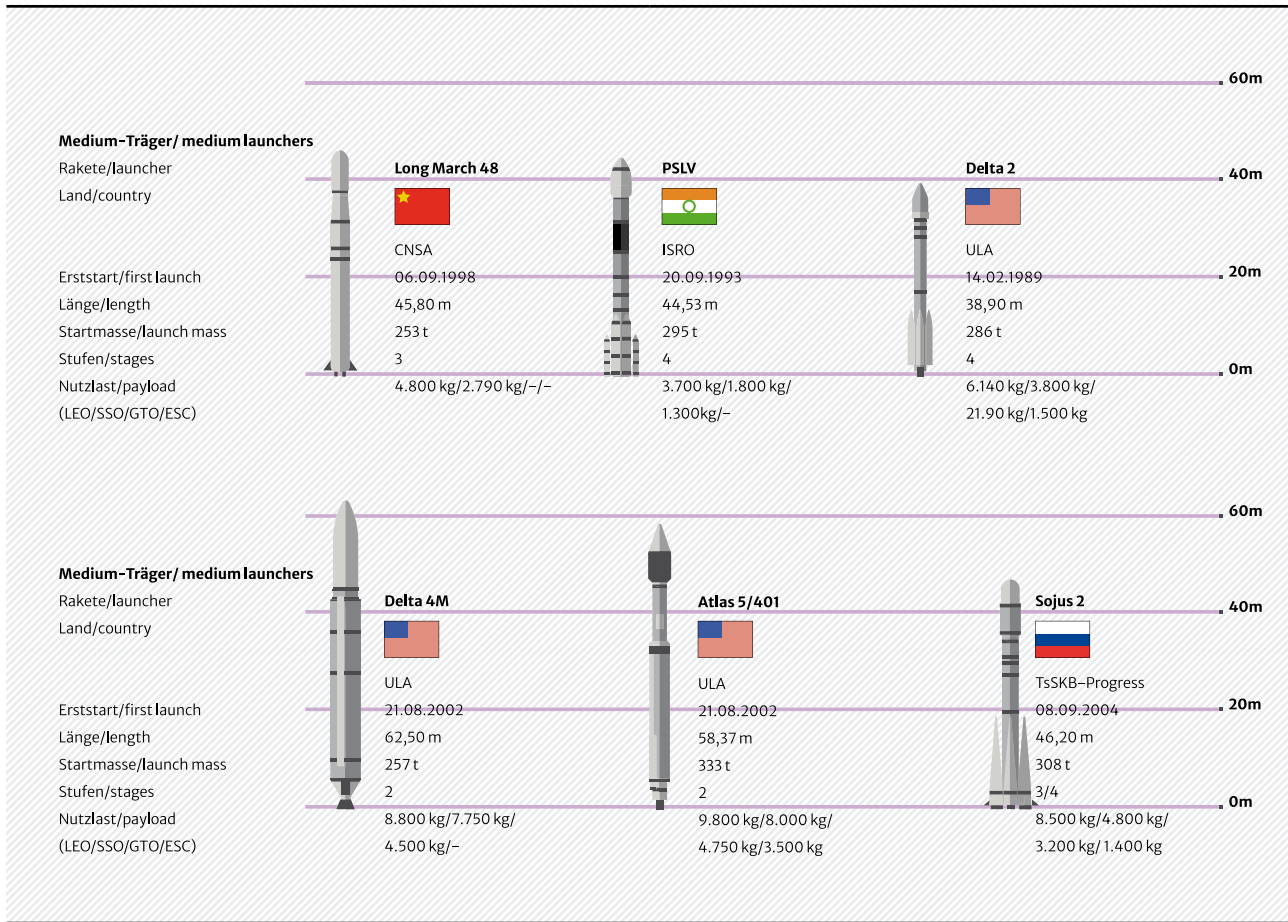 60m
Medium-Träger/ medium launchers
Rakete/launcher Long March 48 PSLV Delta 2
40m
Land/country
CNSA ISRO ULA
Erststart/first launch 06.09.1998 20.09.1993 14.02.1989
20m
Länge/length 45,80 m 44,53 m 38,90 m
Startmasse/launch mass 253 t 295 t 286 t
Stufen/stages 3 4 4
0m
Nutzlast/payload 4.800 kg/2.790 kg/–/– 3.700 kg/1.800 kg/ 6.140 kg/3.800 kg/
(LEO/SSO/GTO/ESC) 1.300kg/– 21.90 kg/1.500 kg
60m
Medium-Träger/ medium launchers
Rakete/launcher Delta 4M Atlas 5/401 Sojus 2
40m
Land/country
ULA ULA TsSKB-Progress
Erststart/first launch 21.08.2002 21.08.2002 08.09.2004
20m
Länge/length 62,50 m 58,37 m 46,20 m
Startmasse/launch mass 257 t 333 t 308 t
Stufen/stages 2 2 3/4
0m
Nutzlast/payload 8.800 kg/7.750 kg/ 9.800 kg/8.000 kg/ 8.500 kg/4.800 kg/
(LEO/SSO/GTO/ESC) 4.500 kg/– 4.750 kg/3.500 kg 3.200 kg/ 1.400 kg